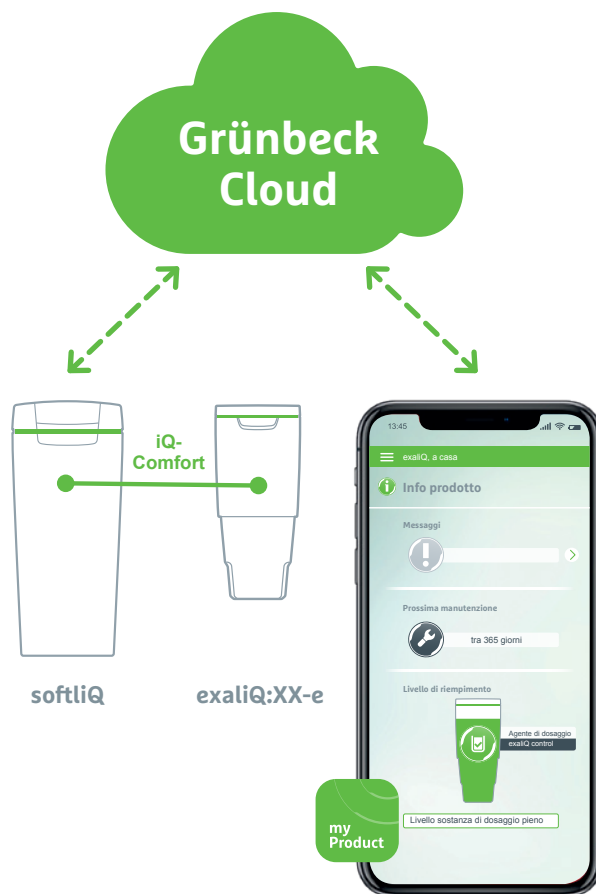 Grünbeck
Cloud
iQ-
Comfort
softliQ
exaliQ:XX-e
13:45
exaliQ, a casa
Info prodotto
Messaggi
Prossima manutenzione
tra 365 giorni
Livello di riempimento
Agente di dosaggio
exaliQ control
Livello sostanza di dosaggio pieno
my
Product